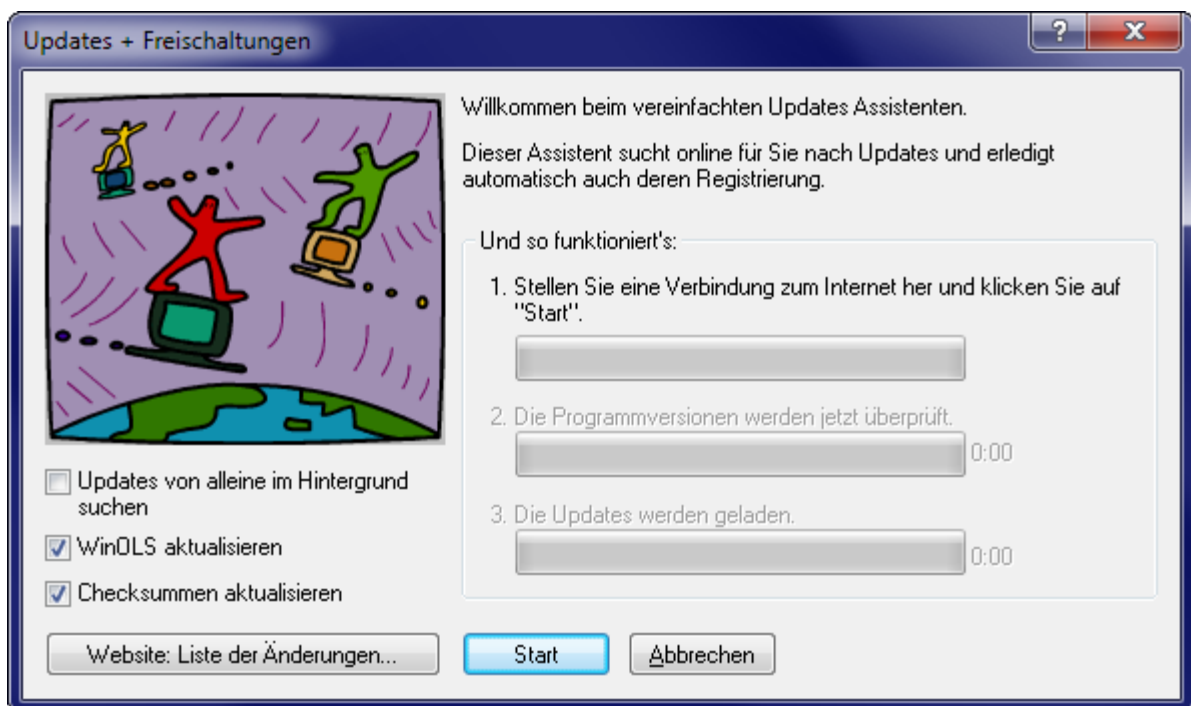 Updates + Freischaltungen
Willkommen beim vereinfachten Updates Assistenten.
Dieser Assistent sucht online für Sie nach Updates und erledigt
automatisch auch deren Registrierung.
Und so funktioniert's:
1. Stellen Sie eine Verbindung zum Internet her und klicken Sie auf
"Start".
2. Die Programmversionen werden jetzt überprüft.
0:00
3. Die Updates werden geladen.
0:00
Updates von alleine im Hintergrund
suchen
WinOLS aktualisieren
Checksummen aktualisieren
Website: Liste der Änderungen...
Start
Abbrechen